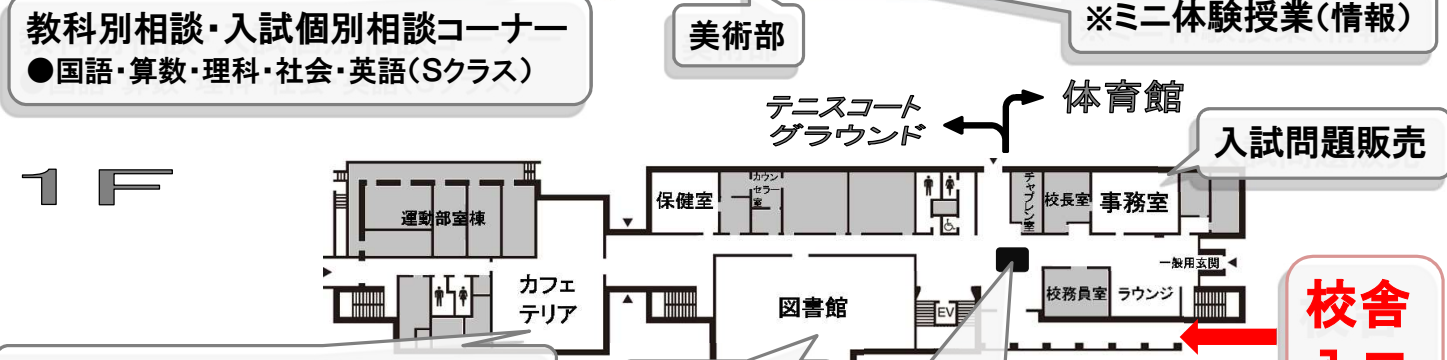 教科別相談・入試個別相談コーナー
●国語・算数・理科・社会・英語(Sクラス)
美術部
※ミニ体験授業(情報)
テニスコート
グラウンド
体育館
入試問題販売
1F
運動部室棟
保健室
カウン
セラー
室
チャプレン室
校長室
事務室
一般用玄関
カフェ
テリア
図書館
EV
校務員室
ラウンジ
校舎